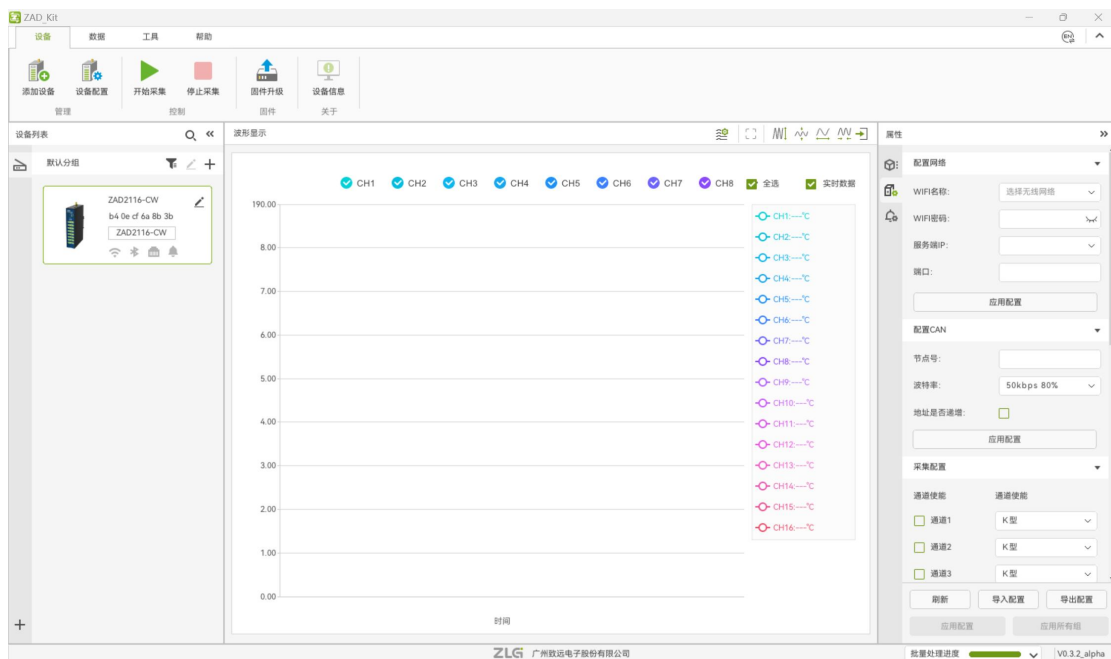 ZAD_Kit
设备 数据 工具 帮助
EN
添加设备 设备配置 开始采集 停止采集 固件升级 设备信息
管理 控制 固件 关于
设备列表
默认分组
ZAD2116-CW
b4 0e cf 6a 8b 3b
ZAD2116-CW
波形显示
CH1 CH2 CH3 CH4 CH5 CH6 CH7 CH8 全选 实时数据
190.00
8.00
7.00
6.00
5.00
4.00
3.00
2.00
1.00
0.00
时间
CH1:---℃
CH2:---℃
CH3:---℃
CH4:---℃
CH5:---℃
CH6:---℃
CH7:---℃
CH8:---℃
CH9:---℃
CH10:---℃
CH11:---℃
CH12:---℃
CH13:---℃
CH14:---℃
CH15:---℃
CH16:---℃
属性
配置网络
WIFI名称: 选择无线网络
WIFI密码:
服务端IP:
端口:
应用配置
配置CAN
节点号:
波特率: 50kbps 80%
地址是否递增:
应用配置
采集配置
通道使能 通道使能
通道1 K型
通道2 K型
通道3 K型
刷新 导入配置 导出配置
应用配置 应用所有组
ZLG 广州致远电子股份有限公司
批量处理进度 V0.3.2_alpha